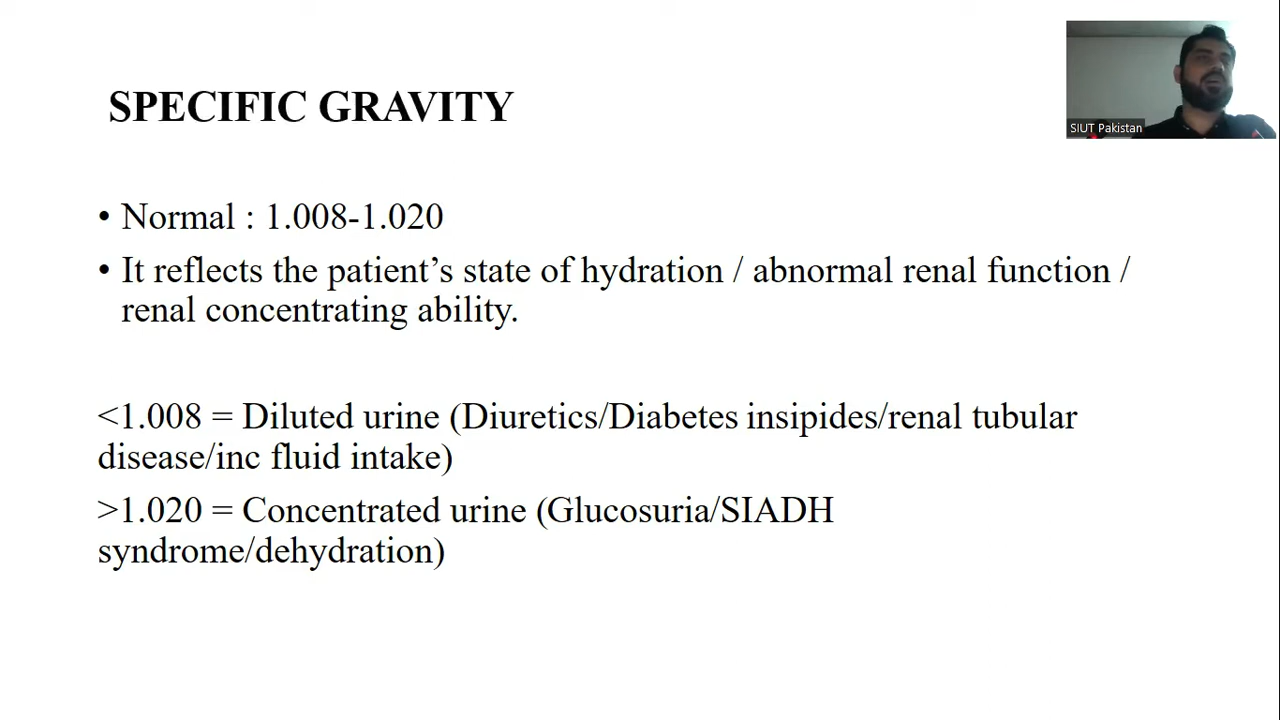 SPECIFIC GRAVITY
SIUT Pakistan
• Normal : 1.008-1.020
• It reflects the patient’s state of hydration / abnormal renal function /
renal concentrating ability.
<1.008 = Diluted urine (Diuretics/Diabetes insipides/renal tubular
disease/inc fluid intake)
>1.020 = Concentrated urine (Glucosuria/SIADH
syndrome/dehydration)